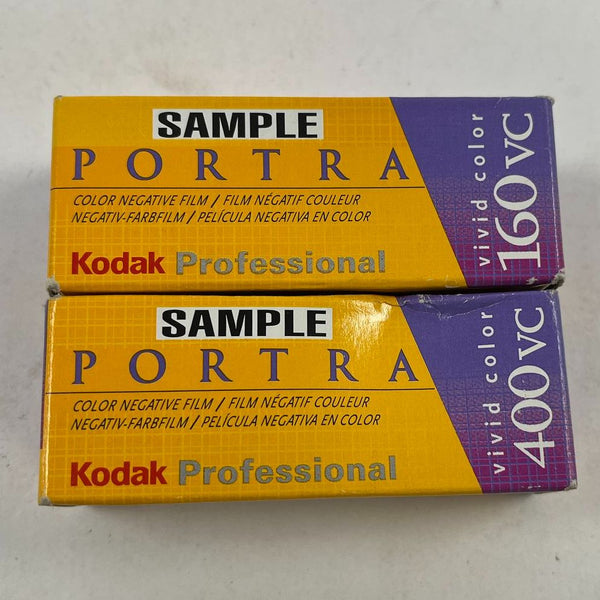 SAMPLE
PORTRA
COLOR NEGATIVE FILM / FILM NÉGATIF COULEUR
NEGATIV-FARBFILM / PELÍCULA NEGATIVA EN COLOR
Kodak Professional
vivid color
160VC
SAMPLE
PORTRA
COLOR NEGATIVE FILM / FILM NÉGATIF COULEUR
NEGATIV-FARBFILM / PELÍCULA NEGATIVA EN COLOR
Kodak Professional
vivid color
400VC